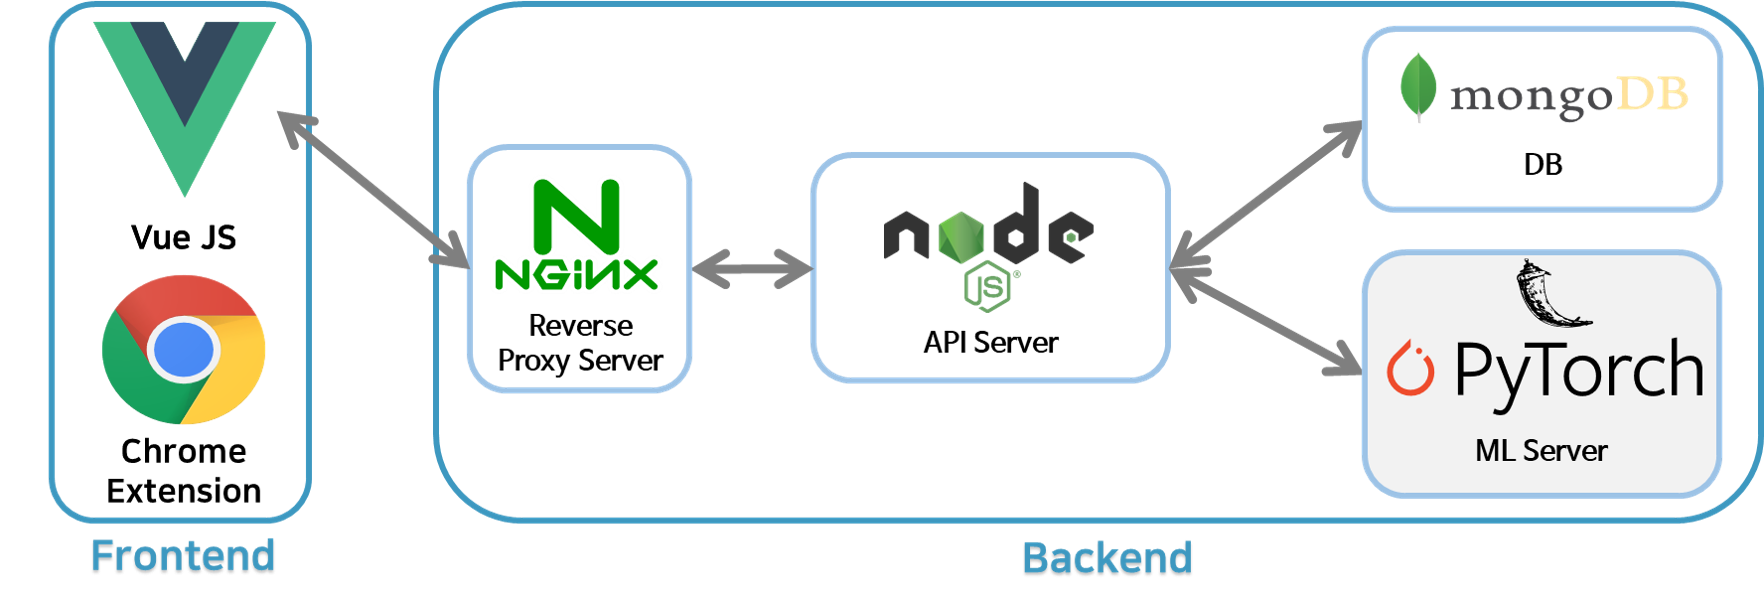 Vue JS
Chrome
Extension
Frontend
NGiNX
Reverse
Proxy Server
node
JS
®
API Server
mongoDB
DB
PyTorch
ML Server
Backend